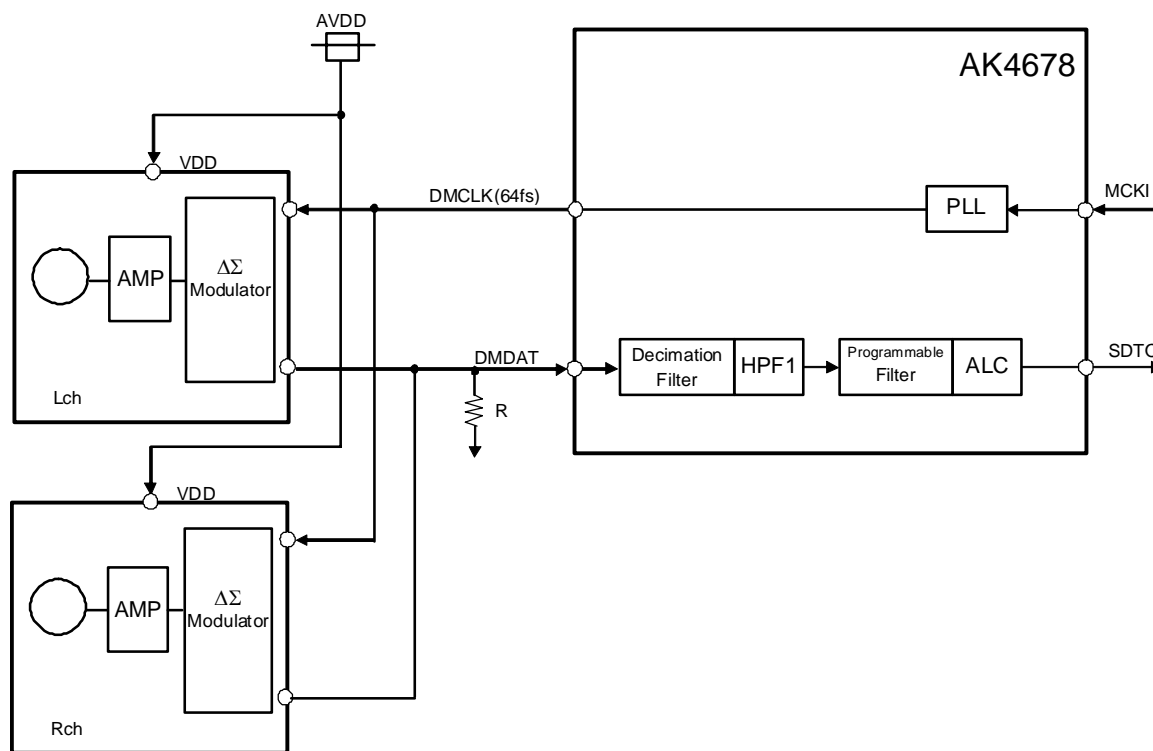 AVDD
AK4678
VDD
DMCLK(64fs)
MCKI
PLL
AMP
ΔΣ
Modulator
DMDAT
SDTO
Decimation
Filter
HPF1
Programmable
Filter
ALC
Lch
R
VDD
AMP
ΔΣ
Modulator
Rch